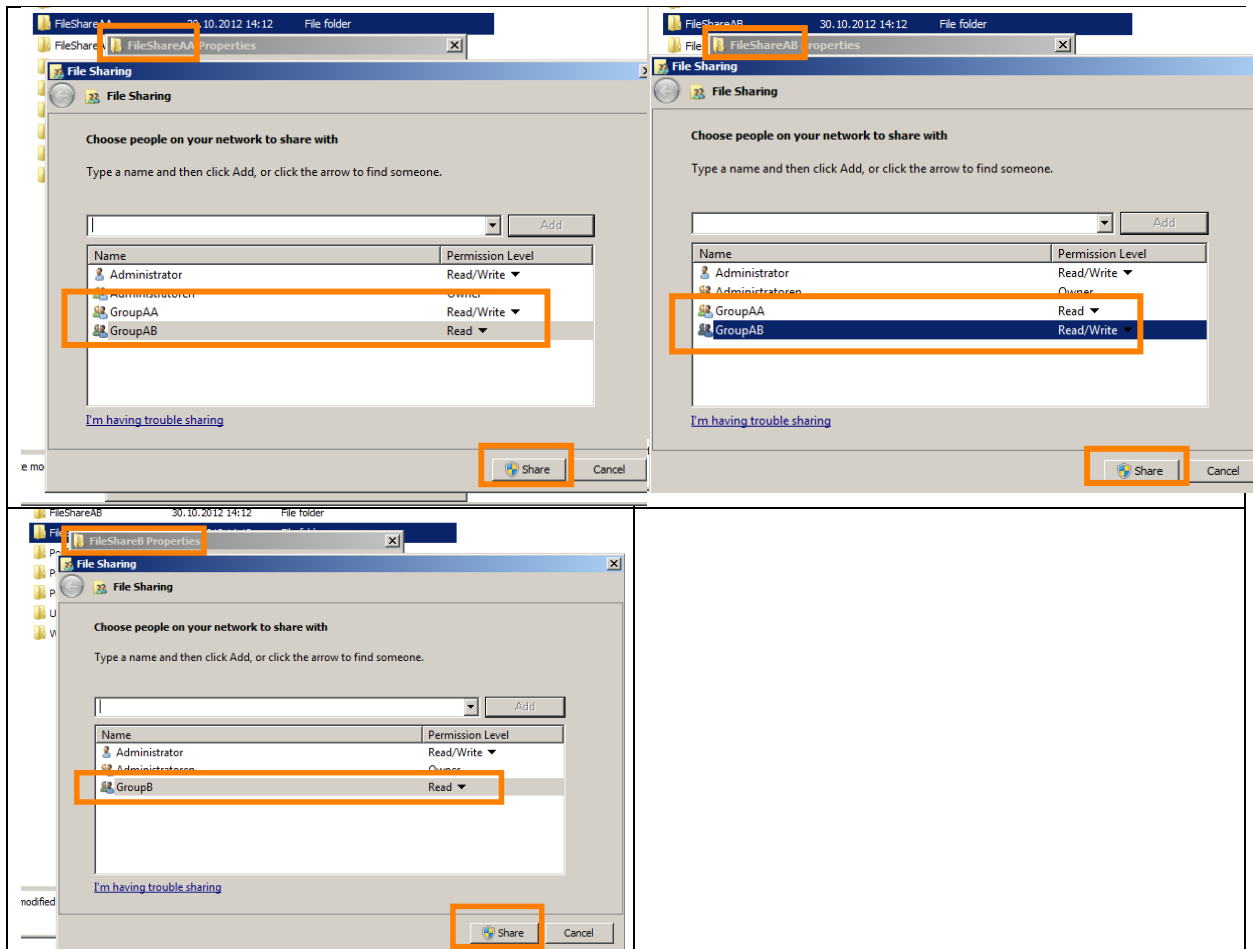 FileShareAA 30.10.2012 14:12 File folder
FileShareA
FileShareAA Properties
File Sharing
File Sharing
Choose people on your network to share with
Type a name and then click Add, or click the arrow to find someone.
Add
Name Permission Level
Administrator Read/Write
Administratoren Owner
GroupAA Read/Write
GroupAB Read
I'm having trouble sharing
e mo
Share Cancel
FileShareAB 30.10.2012 14:12 File folder
File
FileShareAB Properties
File Sharing
File Sharing
Choose people on your network to share with
Type a name and then click Add, or click the arrow to find someone.
Add
Name Permission Level
Administrator Read/Write
Administratoren Owner
GroupAA Read
GroupAB Read/Write
I'm having trouble sharing
Share Cancel
FileShareAB 30.10.2012 14:12 File folder
File
FileShareB Properties
P
File Sharing
P
File Sharing
P
U
W
Choose people on your network to share with
Type a name and then click Add, or click the arrow to find someone.
Add
Name Permission Level
Administrator Read/Write
Administratoren Owner
GroupB Read
I'm having trouble sharing
modified
Share Cancel